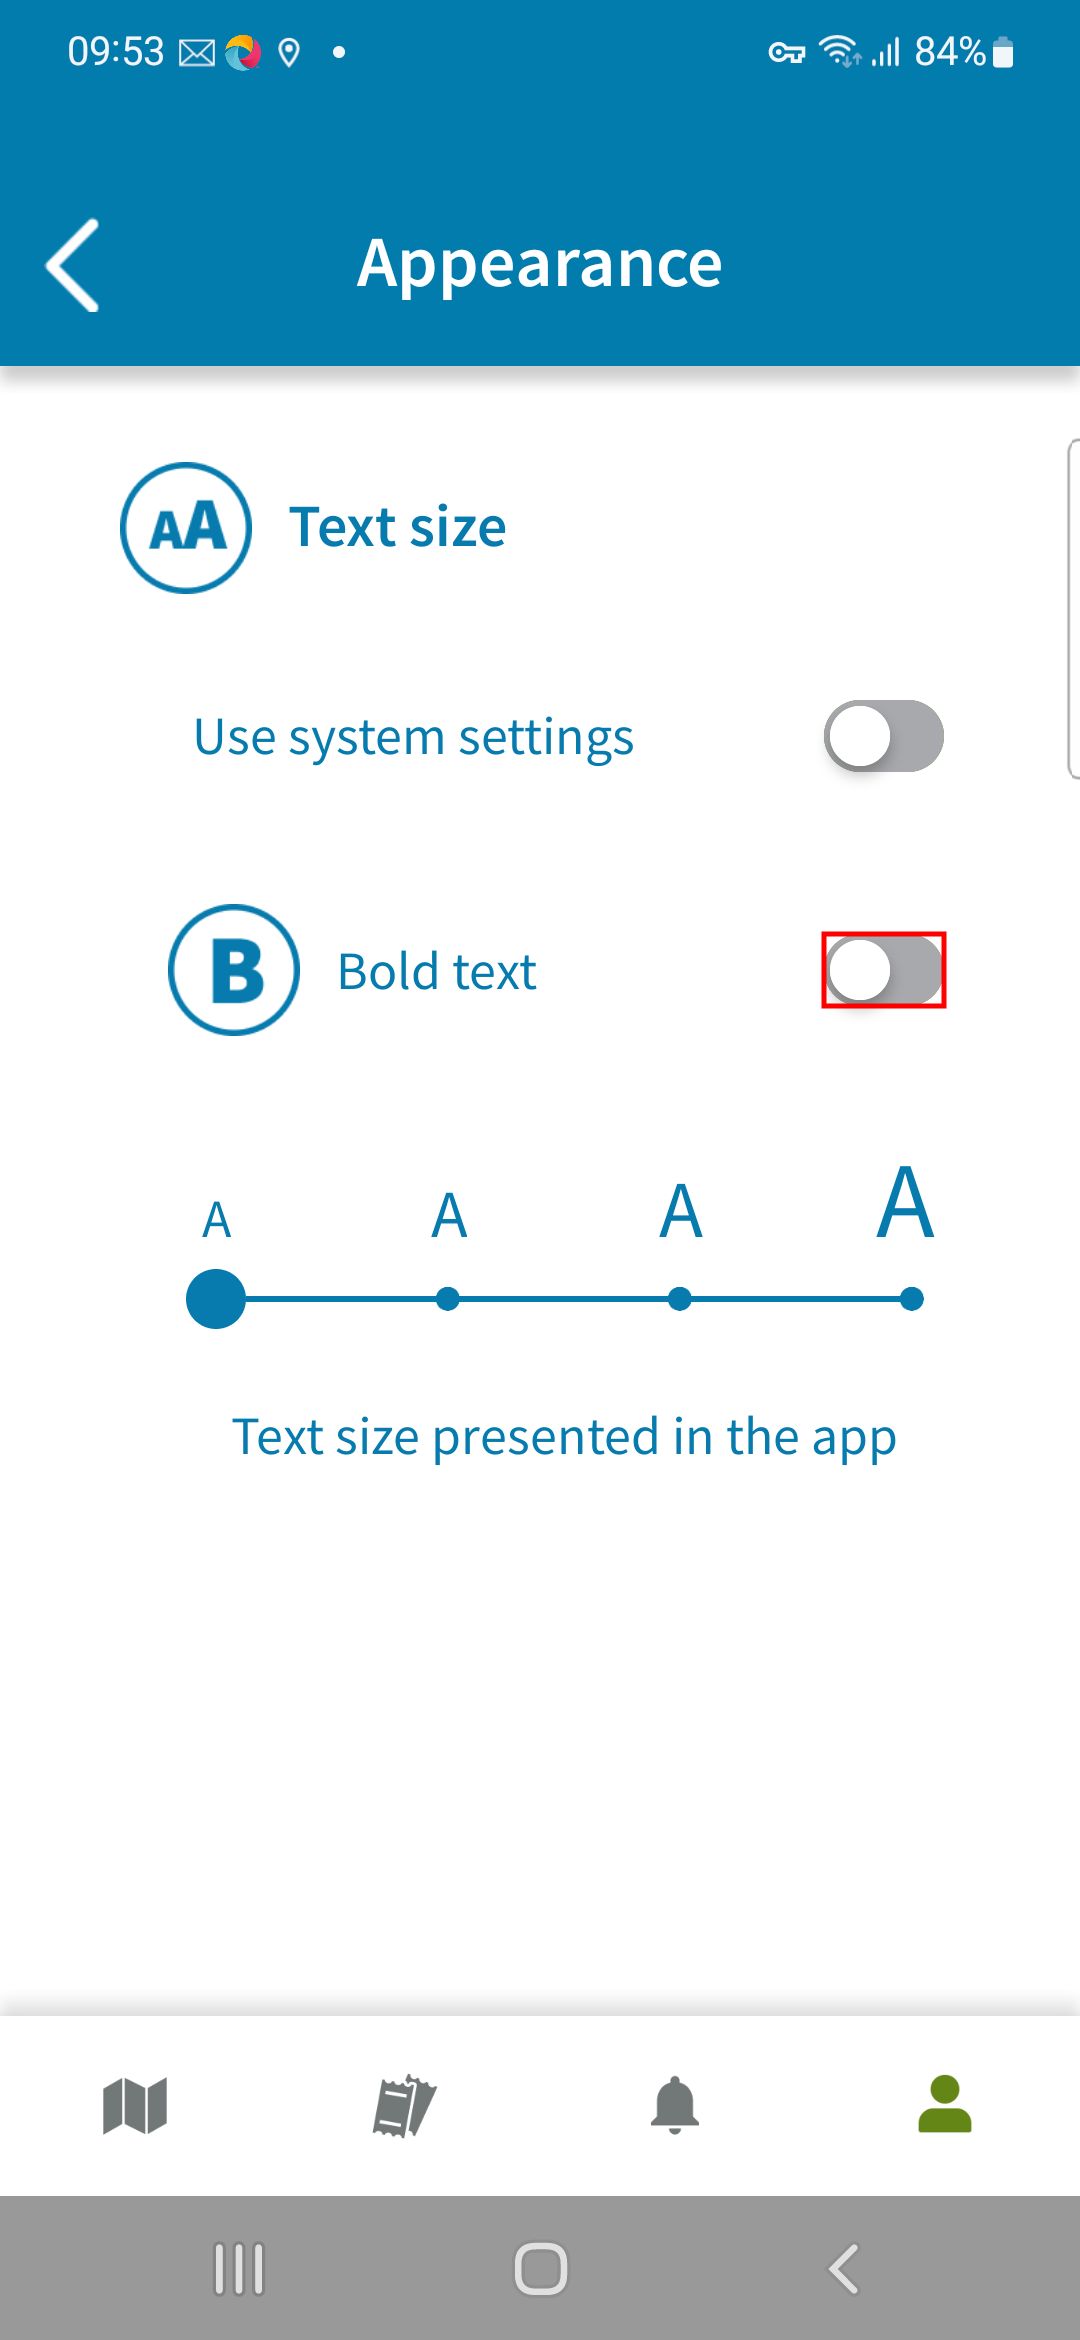 09:53 84%
Appearance
AA Text size
Use system settings
B Bold text
A A A A
Text size presented in the app